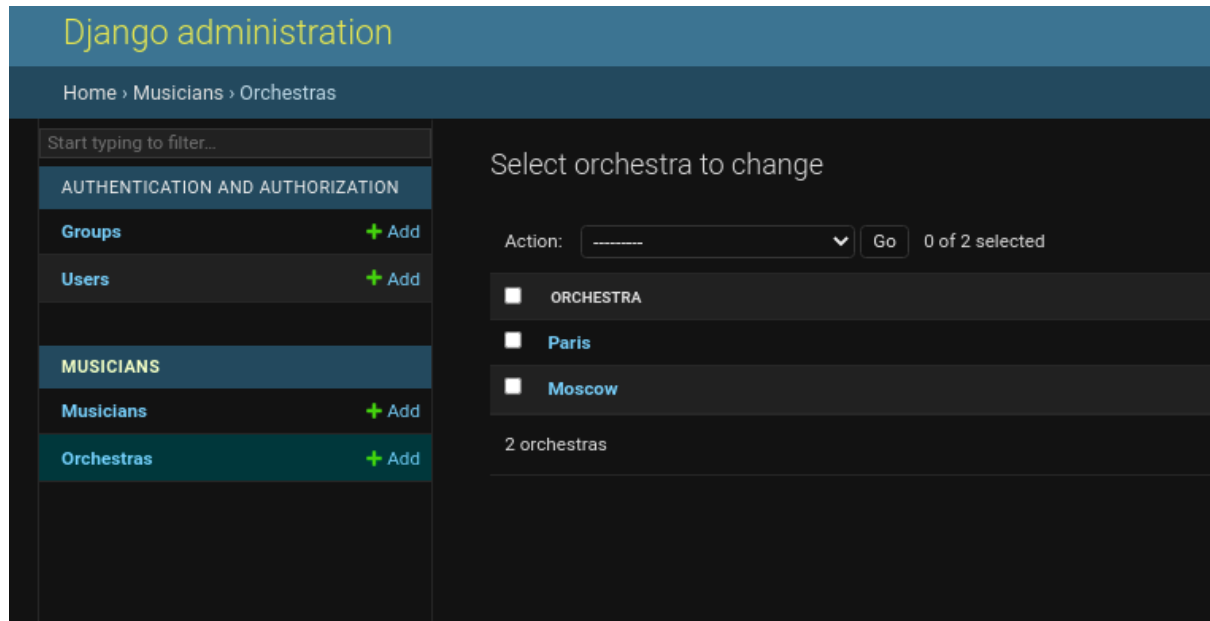 Django administration
Home › Musicians › Orchestras
Start typing to filter...
AUTHENTICATION AND AUTHORIZATION
Groups + Add
Users + Add
MUSICIANS
Musicians + Add
Orchestras + Add
Select orchestra to change
Action: --------- Go 0 of 2 selected
ORCHESTRA
Paris
Moscow
2 orchestras